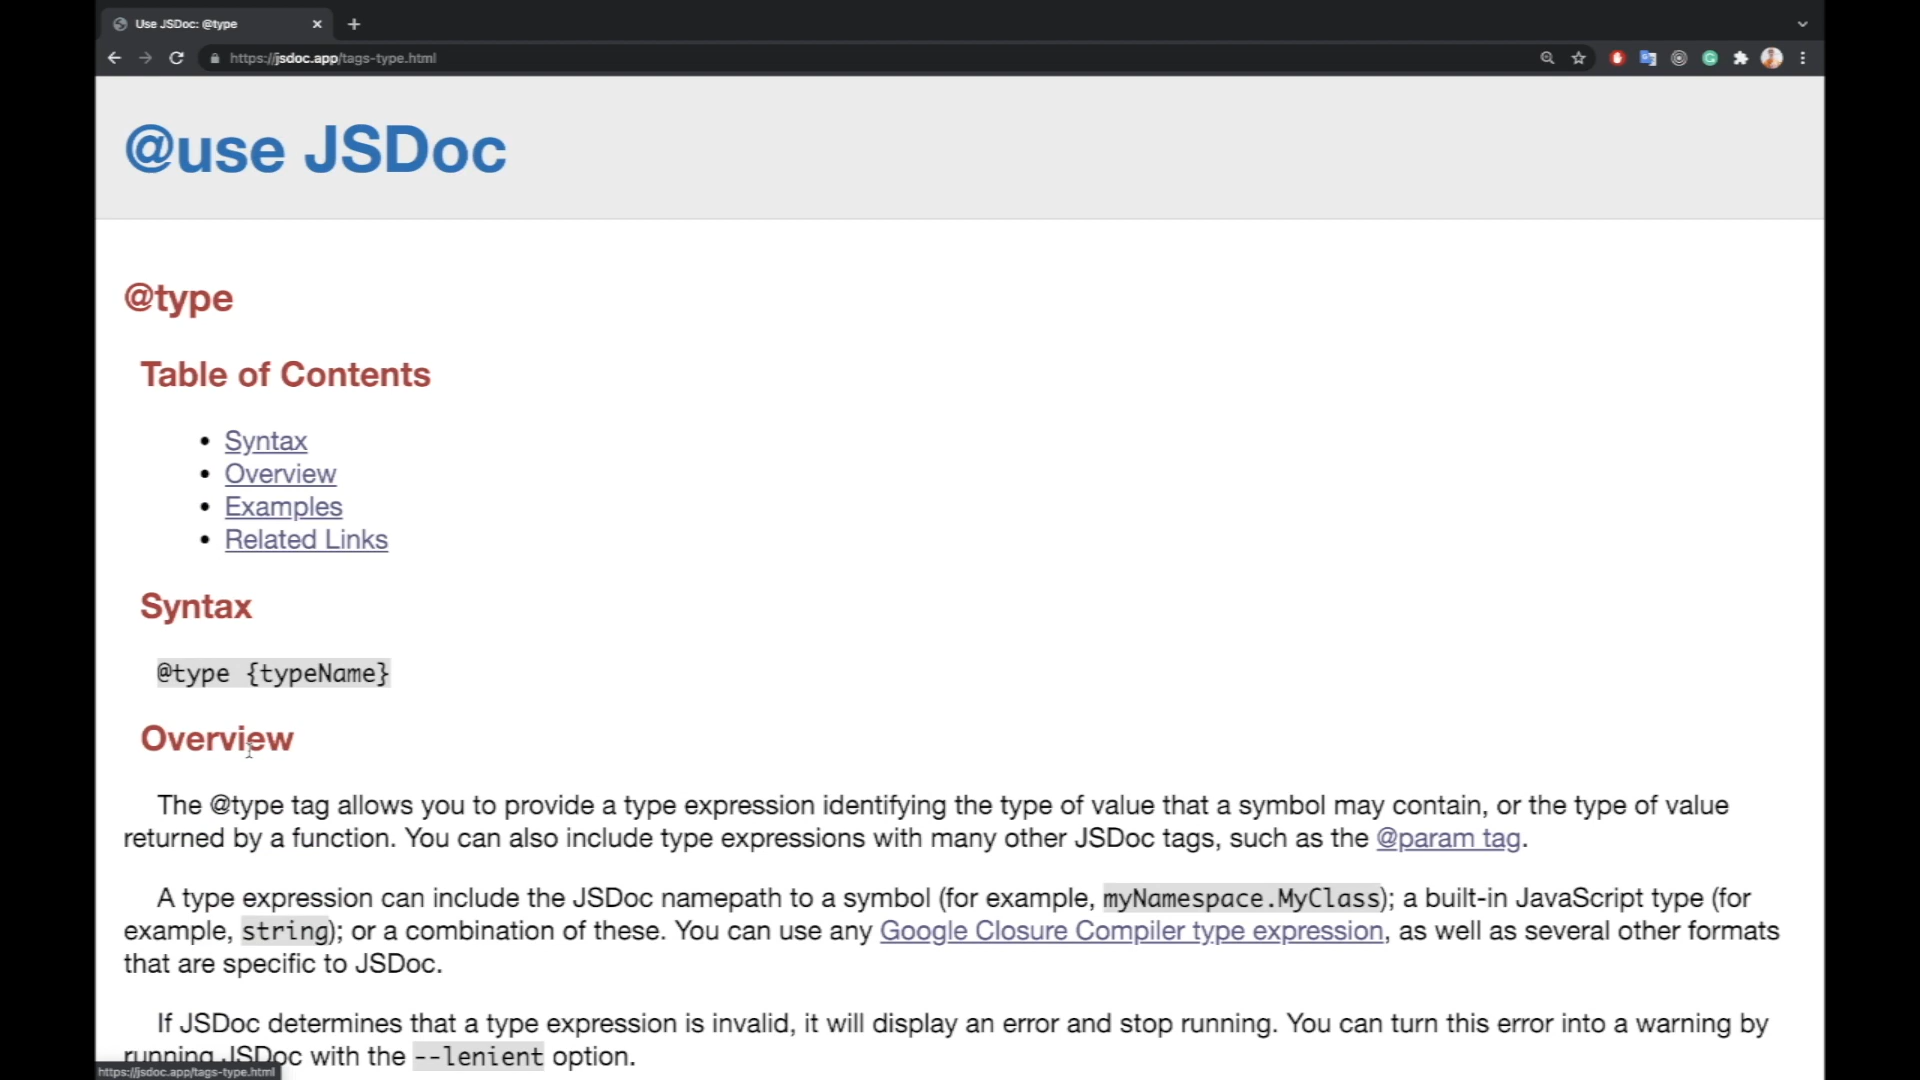 Use JSDoc: @type
https://jsdoc.app/tags-type.html
@use JSDoc
@type
Table of Contents
Syntax
Overview
Examples
Related Links
Syntax
@type {typeName}
Overview
The @type tag allows you to provide a type expression identifying the type of value that a symbol may contain, or the type of value
returned by a function. You can also include type expressions with many other JSDoc tags, such as the @param tag.
A type expression can include the JSDoc namepath to a symbol (for example, myNamespace.MyClass); a built-in JavaScript type (for
example, string); or a combination of these. You can use any Google Closure Compiler type expression, as well as several other formats
that are specific to JSDoc.
If JSDoc determines that a type expression is invalid, it will display an error and stop running. You can turn this error into a warning by
running JSDoc with the --lenient option.
https://jsdoc.app/tags-type.html